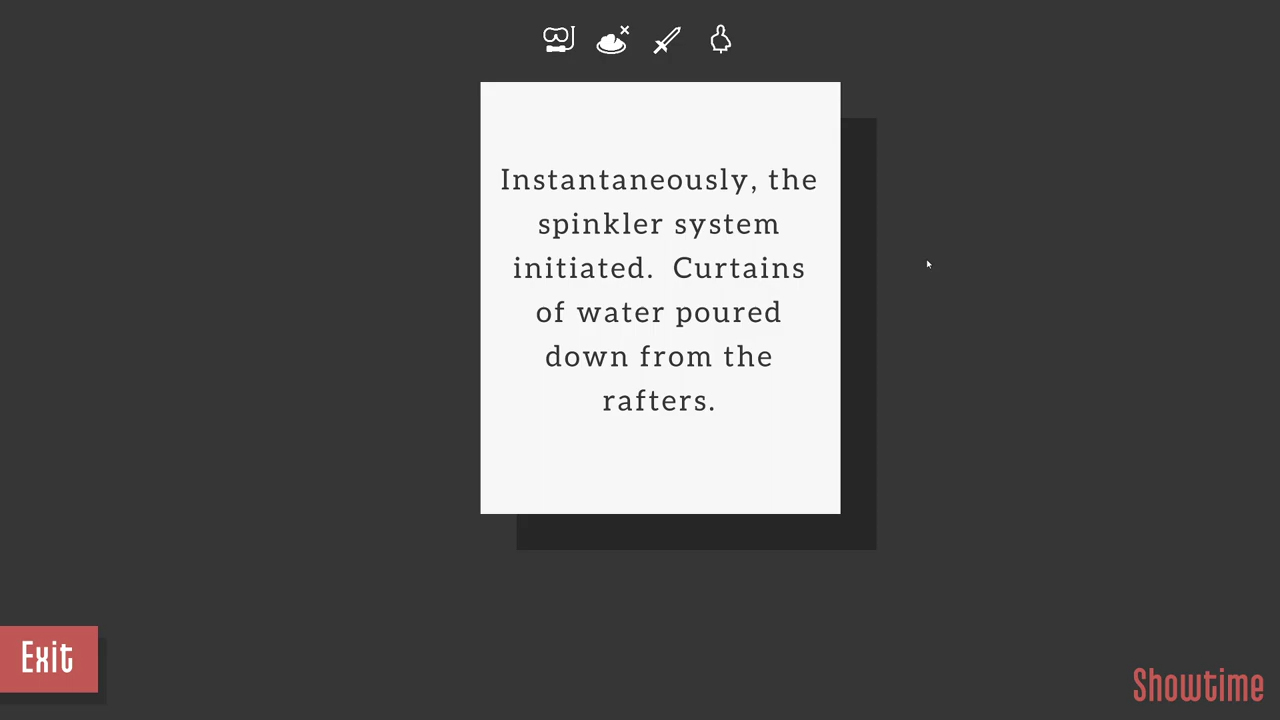 Instantaneously, the
spinkler system
initiated.  Curtains
of water poured
down from the
rafters.
Exit
Showtime